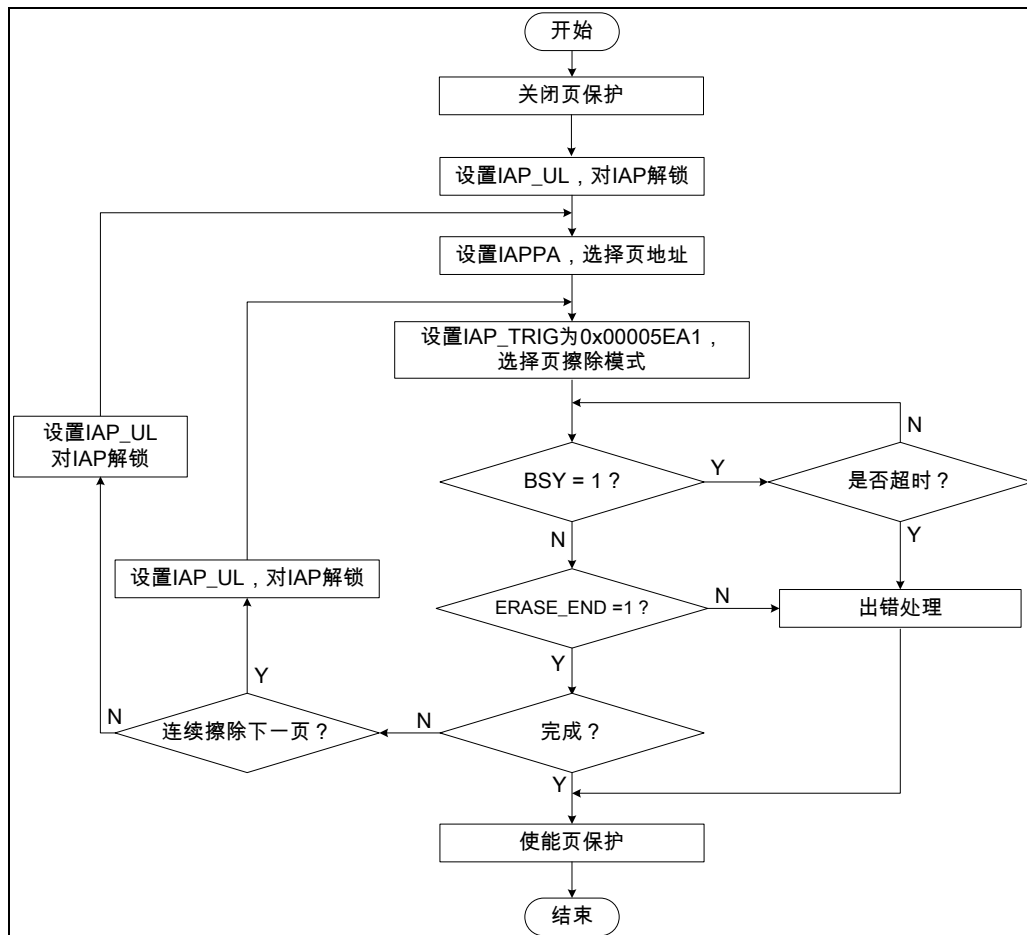 开始
关闭页保护
设置IAP_UL，对IAP解锁
设置IAPPA，选择页地址
设置IAP_TRIG为0x00005EA1，
选择页擦除模式
设置IAP_UL
对IAP解锁
N
BSY = 1？
Y
是否超时？
N
Y
设置IAP_UL，对IAP解锁
ERASE_END =1？
N
出错处理
Y
Y
N
连续擦除下一页？
N
完成？
Y
使能页保护
结束